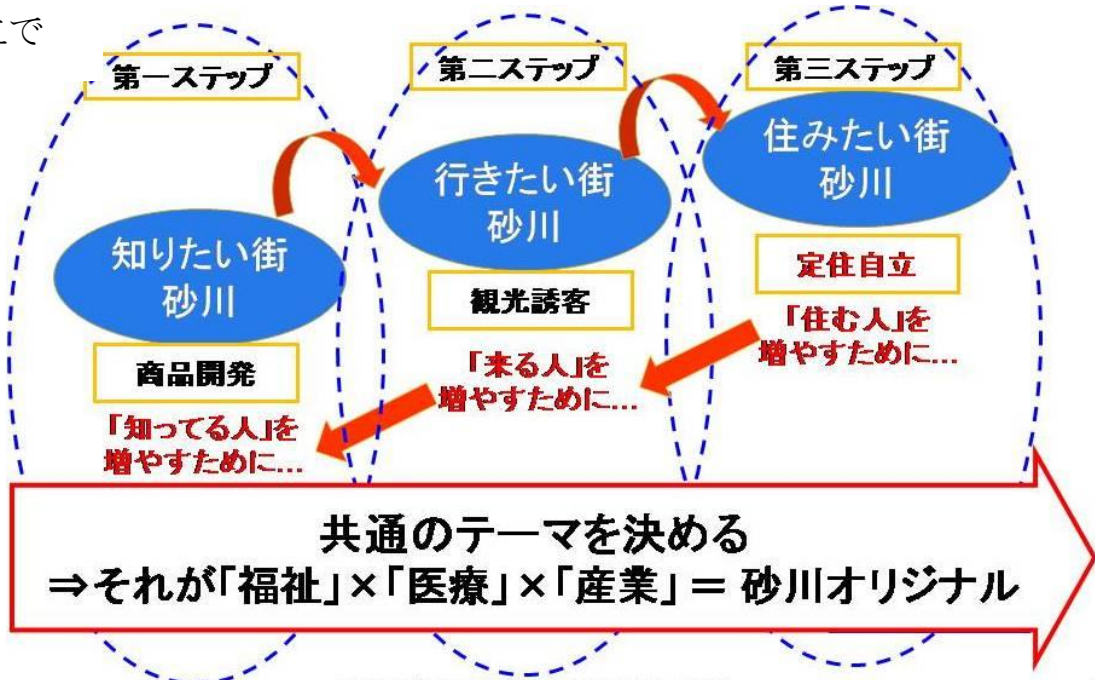 こで
第一ステップ
知りたい街
砂川
商品開発
「知ってる人」を
増やすために…
第二ステップ
行きたい街
砂川
観光誘客
「来る人」を
増やすために…
第三ステップ
住みたい街
砂川
定住自立
「住む人」を
増やすために…
共通のテーマを決める
⇒それが「福祉」×「医療」×「産業」＝ 砂川オリジナル